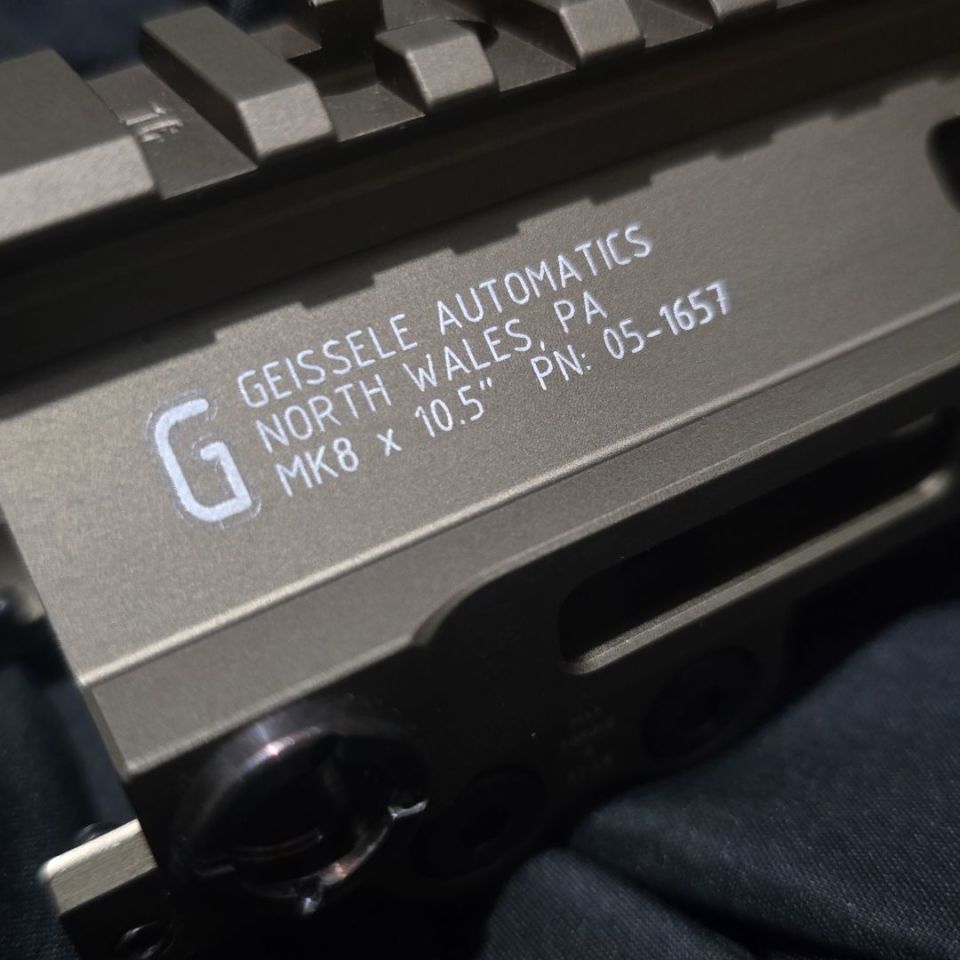 G
GEISSELE AUTOMATICS
NORTH WALES, PA
MK8 x 10.5" PN: 05-1657